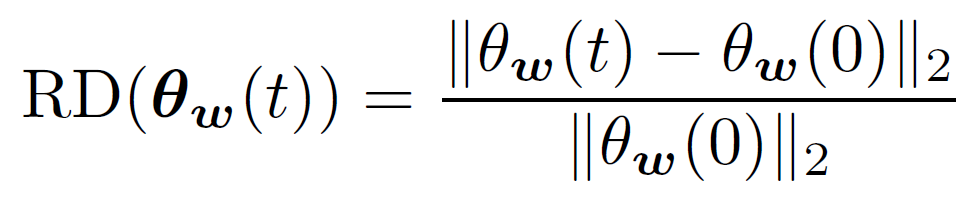 RD(𝜽_𝒘(t)) = ‖θ_𝒘(t) − θ_𝒘(0)‖₂ / ‖θ_𝒘(0)‖₂